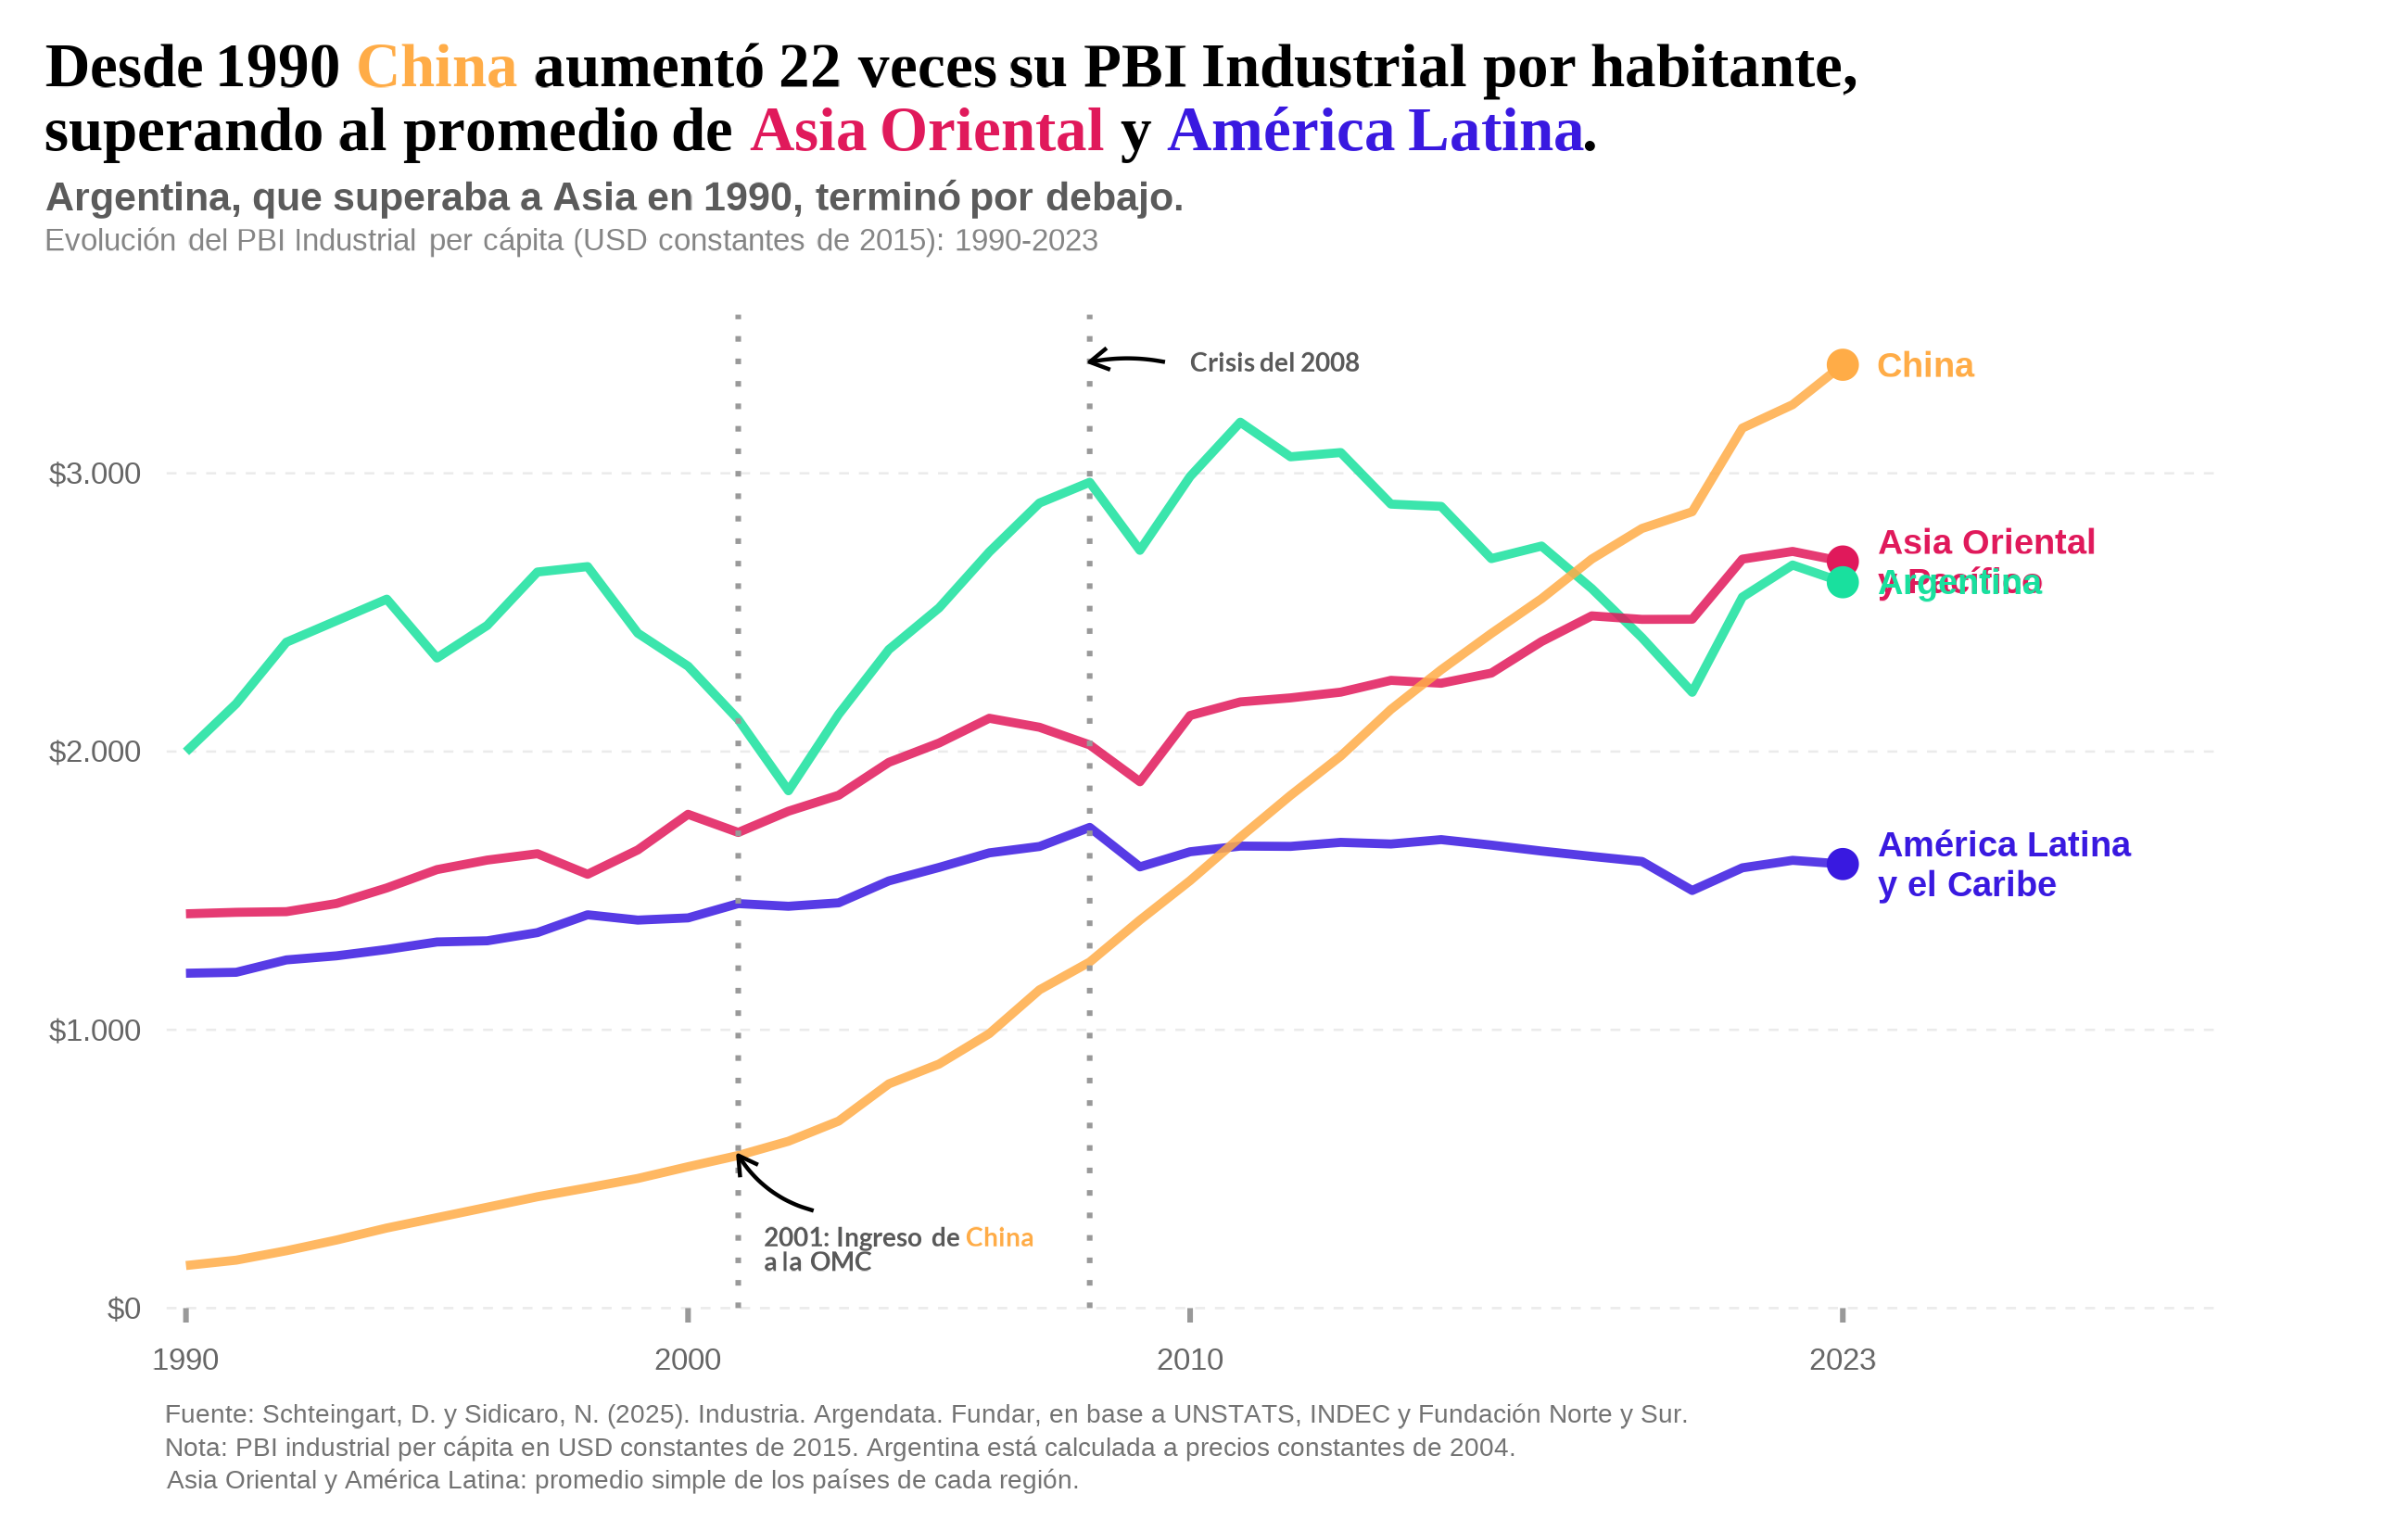 Desde 1990 China aumentó 22 veces su PBI Industrial por habitante,
superando al promedio de Asia Oriental y América Latina.
Argentina, que superaba a Asia en 1990, terminó por debajo.
Evolución del PBI Industrial per cápita (USD constantes de 2015): 1990-2023
Crisis del 2008
China
$3.000
Asia Oriental
y Pacífico
Argentina
$2.000
América Latina
y el Caribe
$1.000
2001: Ingreso de China
a la OMC
$0
1990
2000
2010
2023
Fuente: Schteingart, D. y Sidicaro, N. (2025). Industria. Argendata. Fundar, en base a UNSTATS, INDEC y Fundación Norte y Sur.
Nota: PBI industrial per cápita en USD constantes de 2015. Argentina está calculada a precios constantes de 2004.
Asia Oriental y América Latina: promedio simple de los países de cada región.